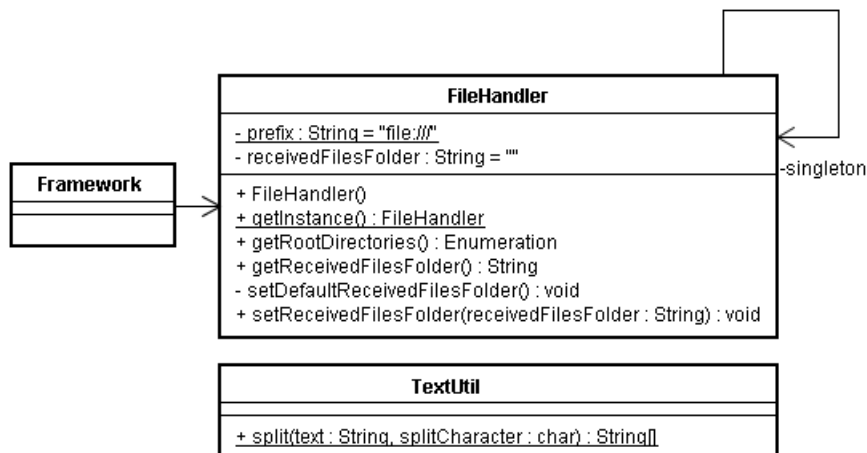 FileHandler
- prefix : String = "file:///"
- receivedFilesFolder : String = ""
-singleton
Framework
+ FileHandler()
+ getInstance() : FileHandler
+ getRootDirectories() : Enumeration
+ getReceivedFilesFolder() : String
- setDefaultReceivedFilesFolder() : void
+ setReceivedFilesFolder(receivedFilesFolder : String) : void
TextUtil
+ split(text : String, splitCharacter : char) : String[]